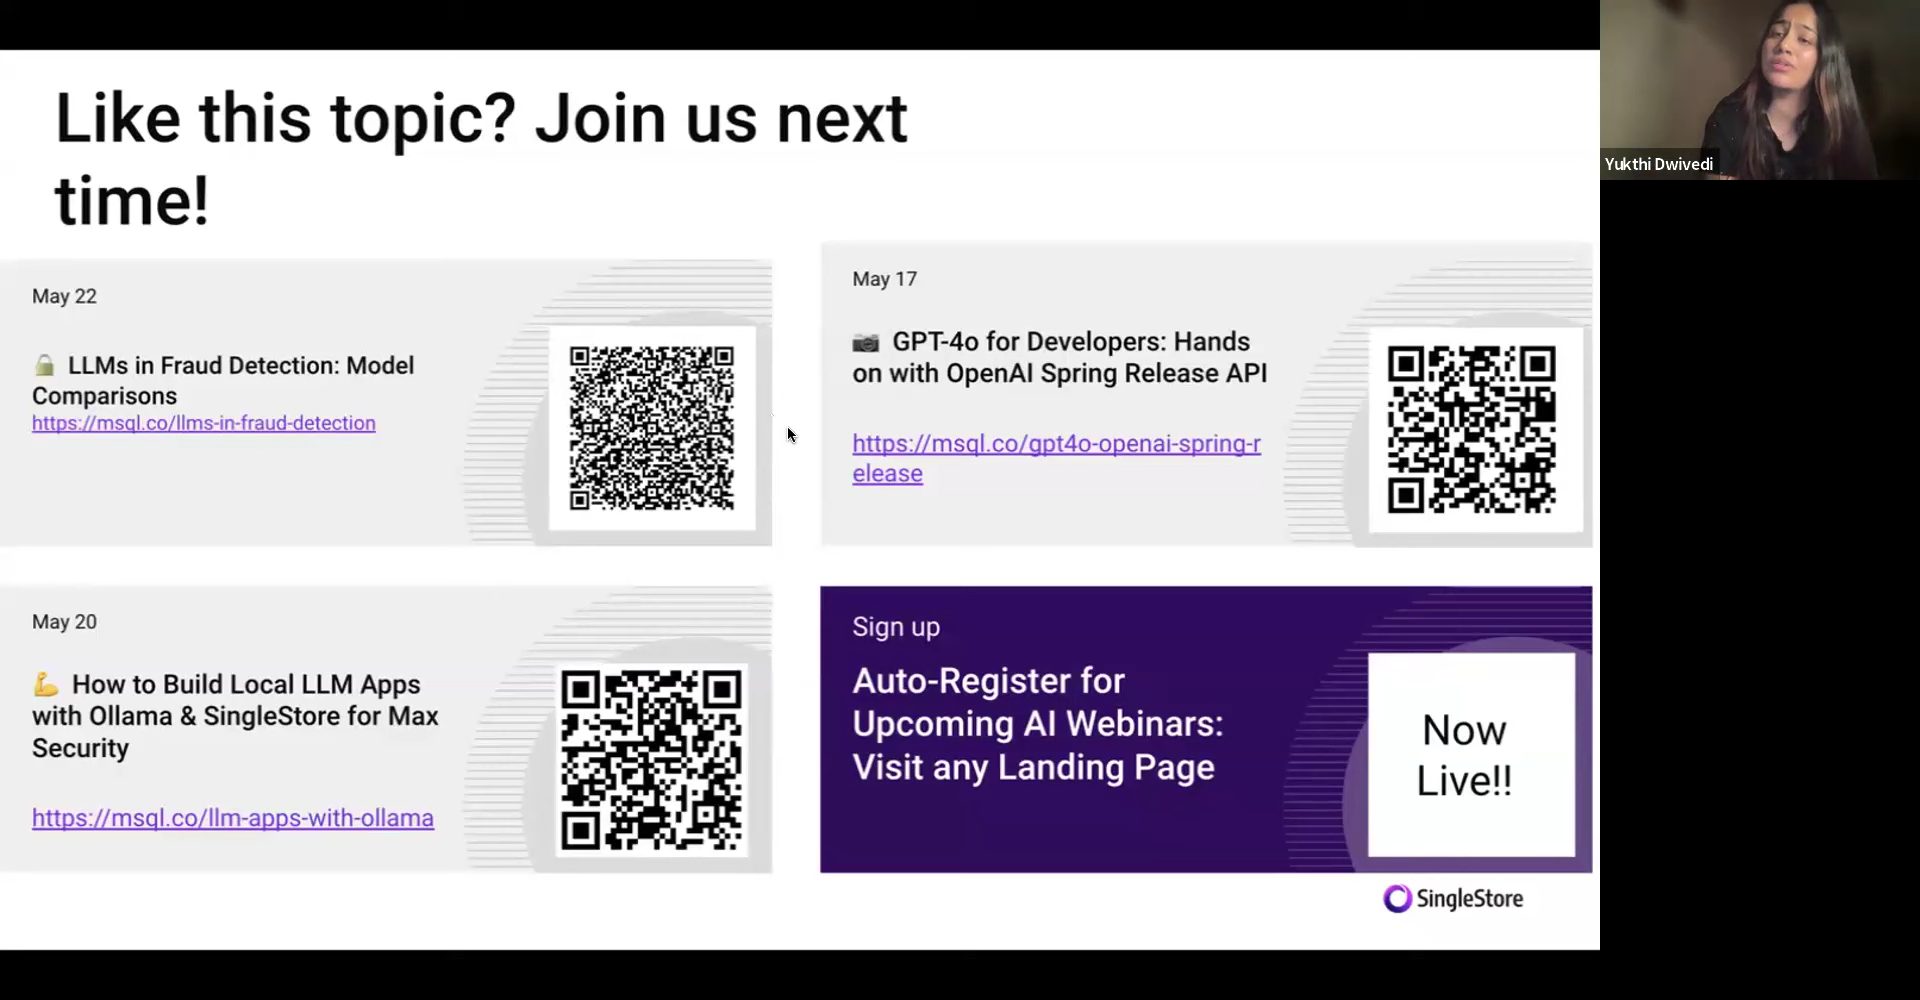 Like this topic? Join us next
time!
May 22
🔒 LLMs in Fraud Detection: Model
Comparisons
https://msql.co/llms-in-fraud-detection
May 17
📷 GPT-4o for Developers: Hands
on with OpenAI Spring Release API
https://msql.co/gpt4o-openai-spring-r
elease
May 20
💪 How to Build Local LLM Apps
with Ollama & SingleStore for Max
Security
https://msql.co/llm-apps-with-ollama
Sign up
Auto-Register for
Upcoming AI Webinars:
Visit any Landing Page
Now
Live!!
SingleStore
Yukthi Dwivedi